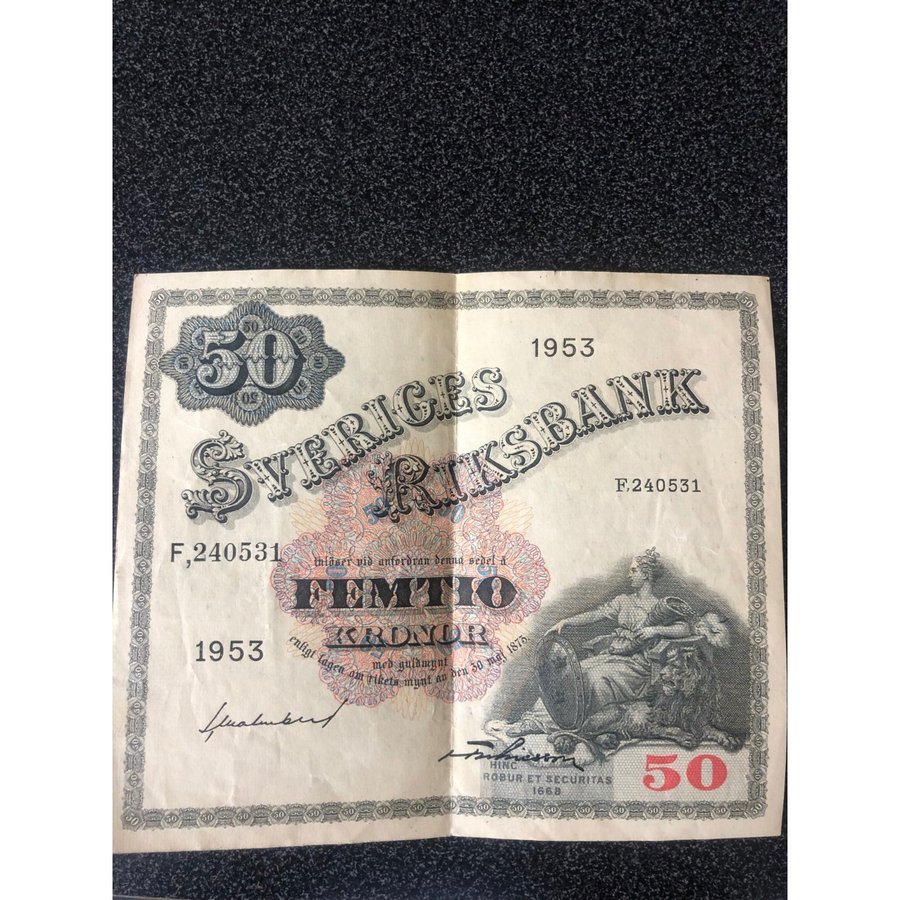 50
1953
SVERIGES
RIKSBANK
F,240531
F,240531
inlöser vid anfordran denna sedel å
FEMTIO
KRONOR
1953
enligt lagen om rikets mynt av den 30 maj 1873.
med guldmynt
HINC
ROBUR ET SECURITAS
1668
50